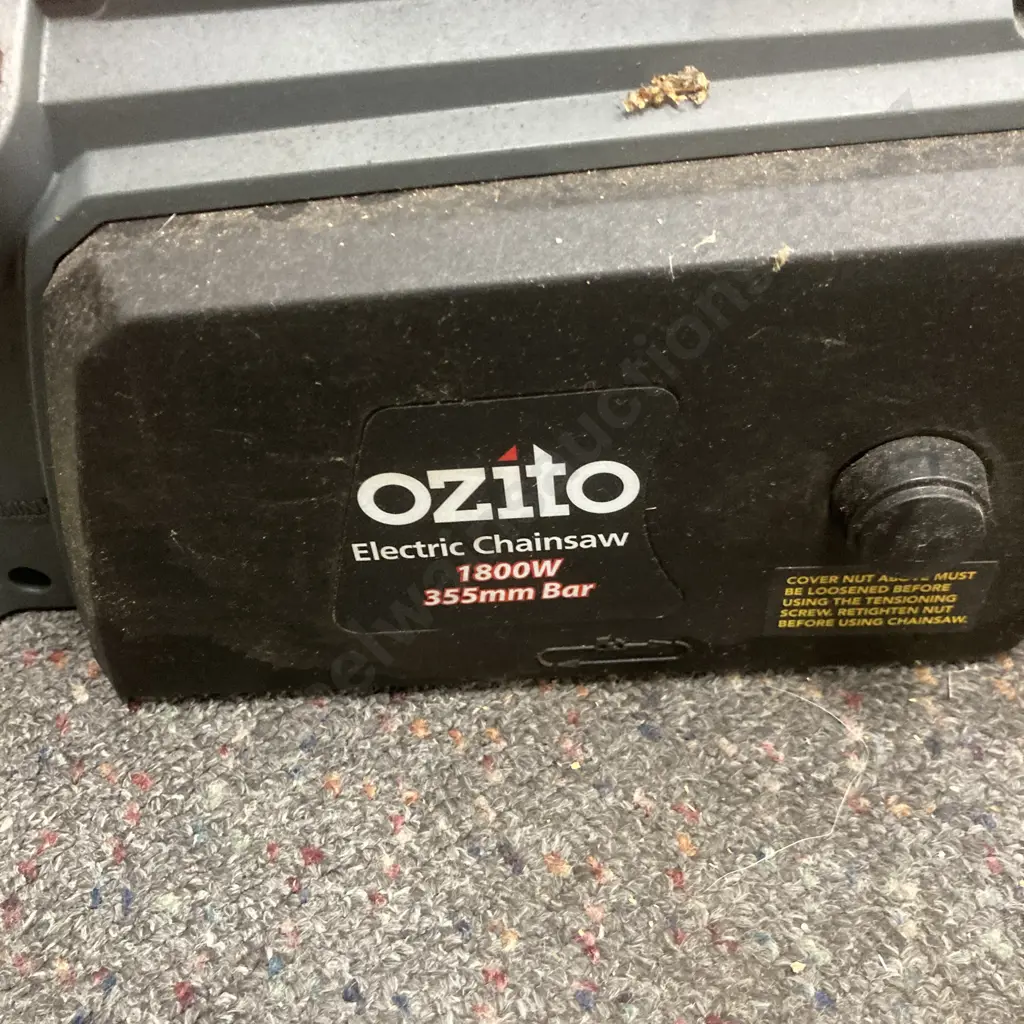 ozito
Electric Chainsaw
1800W
355mm Bar
COVER NUT ABOVE MUST
BE LOOSENED BEFORE
USING THE TENSIONING
SCREW. RETIGHTEN NUT
BEFORE USING CHAINSAW.